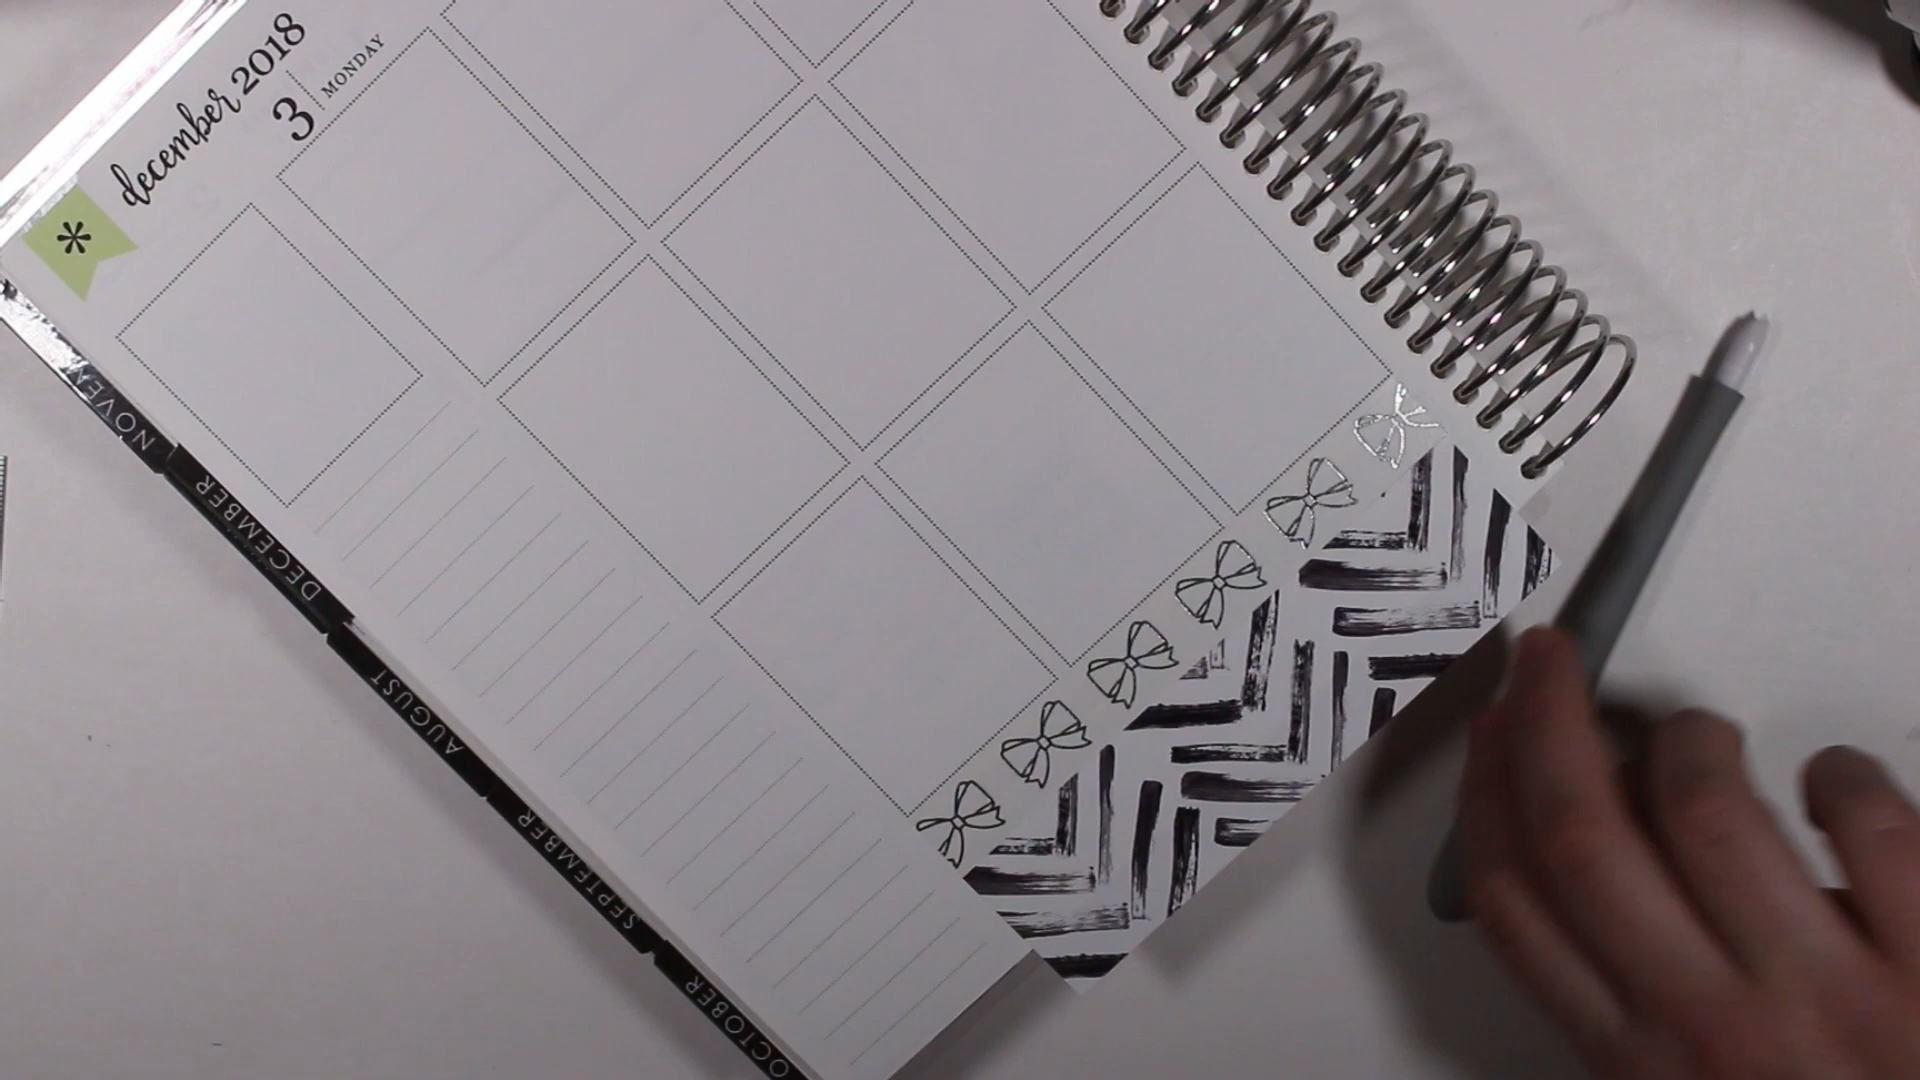 december 2018
3
MONDAY
*
NOVEM
DECEMBER
AUGUST
SEPTEMBER
OCTOBER